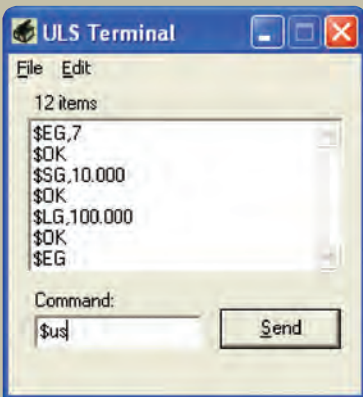 ULS Terminal
File Edit
12 items
$EG,7
$OK
$SG,10.000
$OK
$LG,100.000
$OK
$EG
Command:
$us
Send